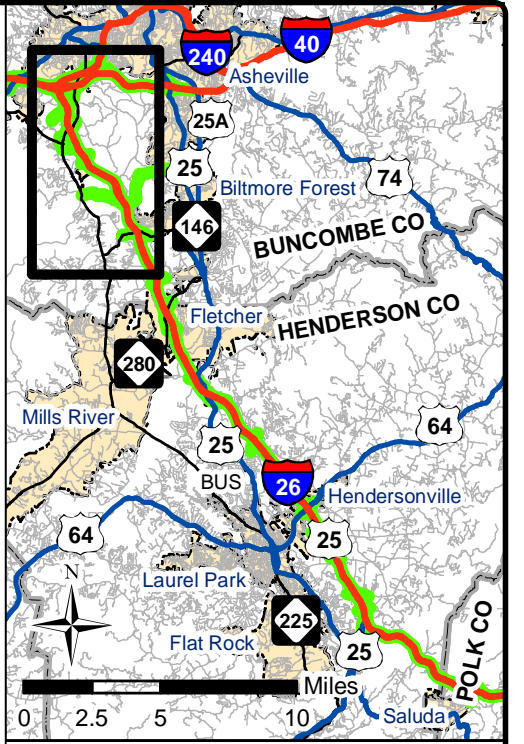 240
40
Asheville
25A
25
74
Biltmore Forest
146
BUNCOMBE CO
HENDERSON CO
Fletcher
280
Mills River
64
25
BUS
26
Hendersonville
64
25
N
Laurel Park
225
Flat Rock
25
POLK CO
Miles
0 2.5 5 10
Saluda